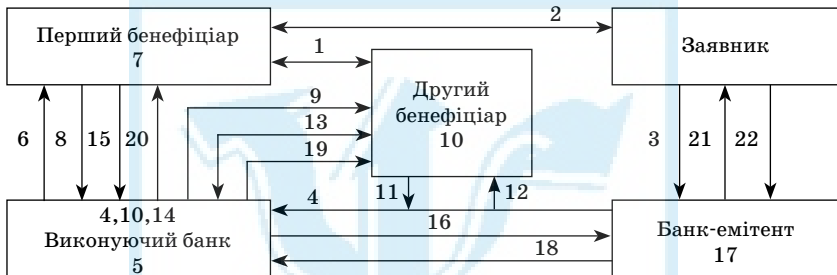 2
Перший бенефіціар
7
1
Заявник
Другий
бенефіціар
10
9
13
19
6 8 15 20
3 21 22
11
12
4
4,10,14
Виконуючий банк
5
16
18
Банк-емітент
17